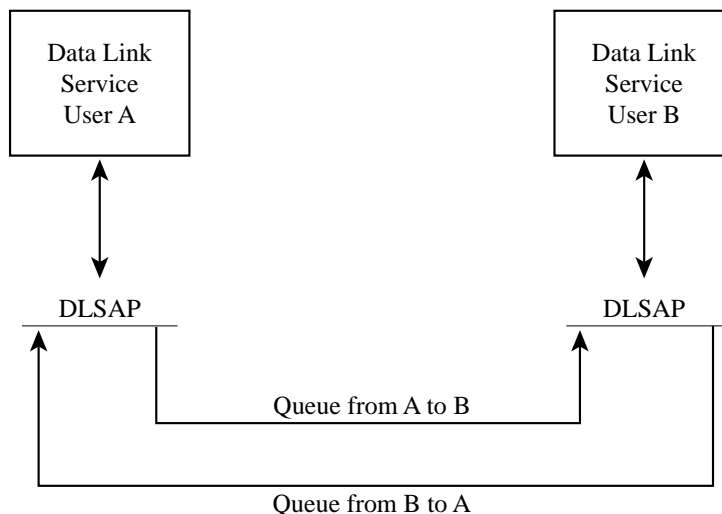 Data Link
Service
User A
Data Link
Service
User B
DLSAP
DLSAP
Queue from A to B
Queue from B to A